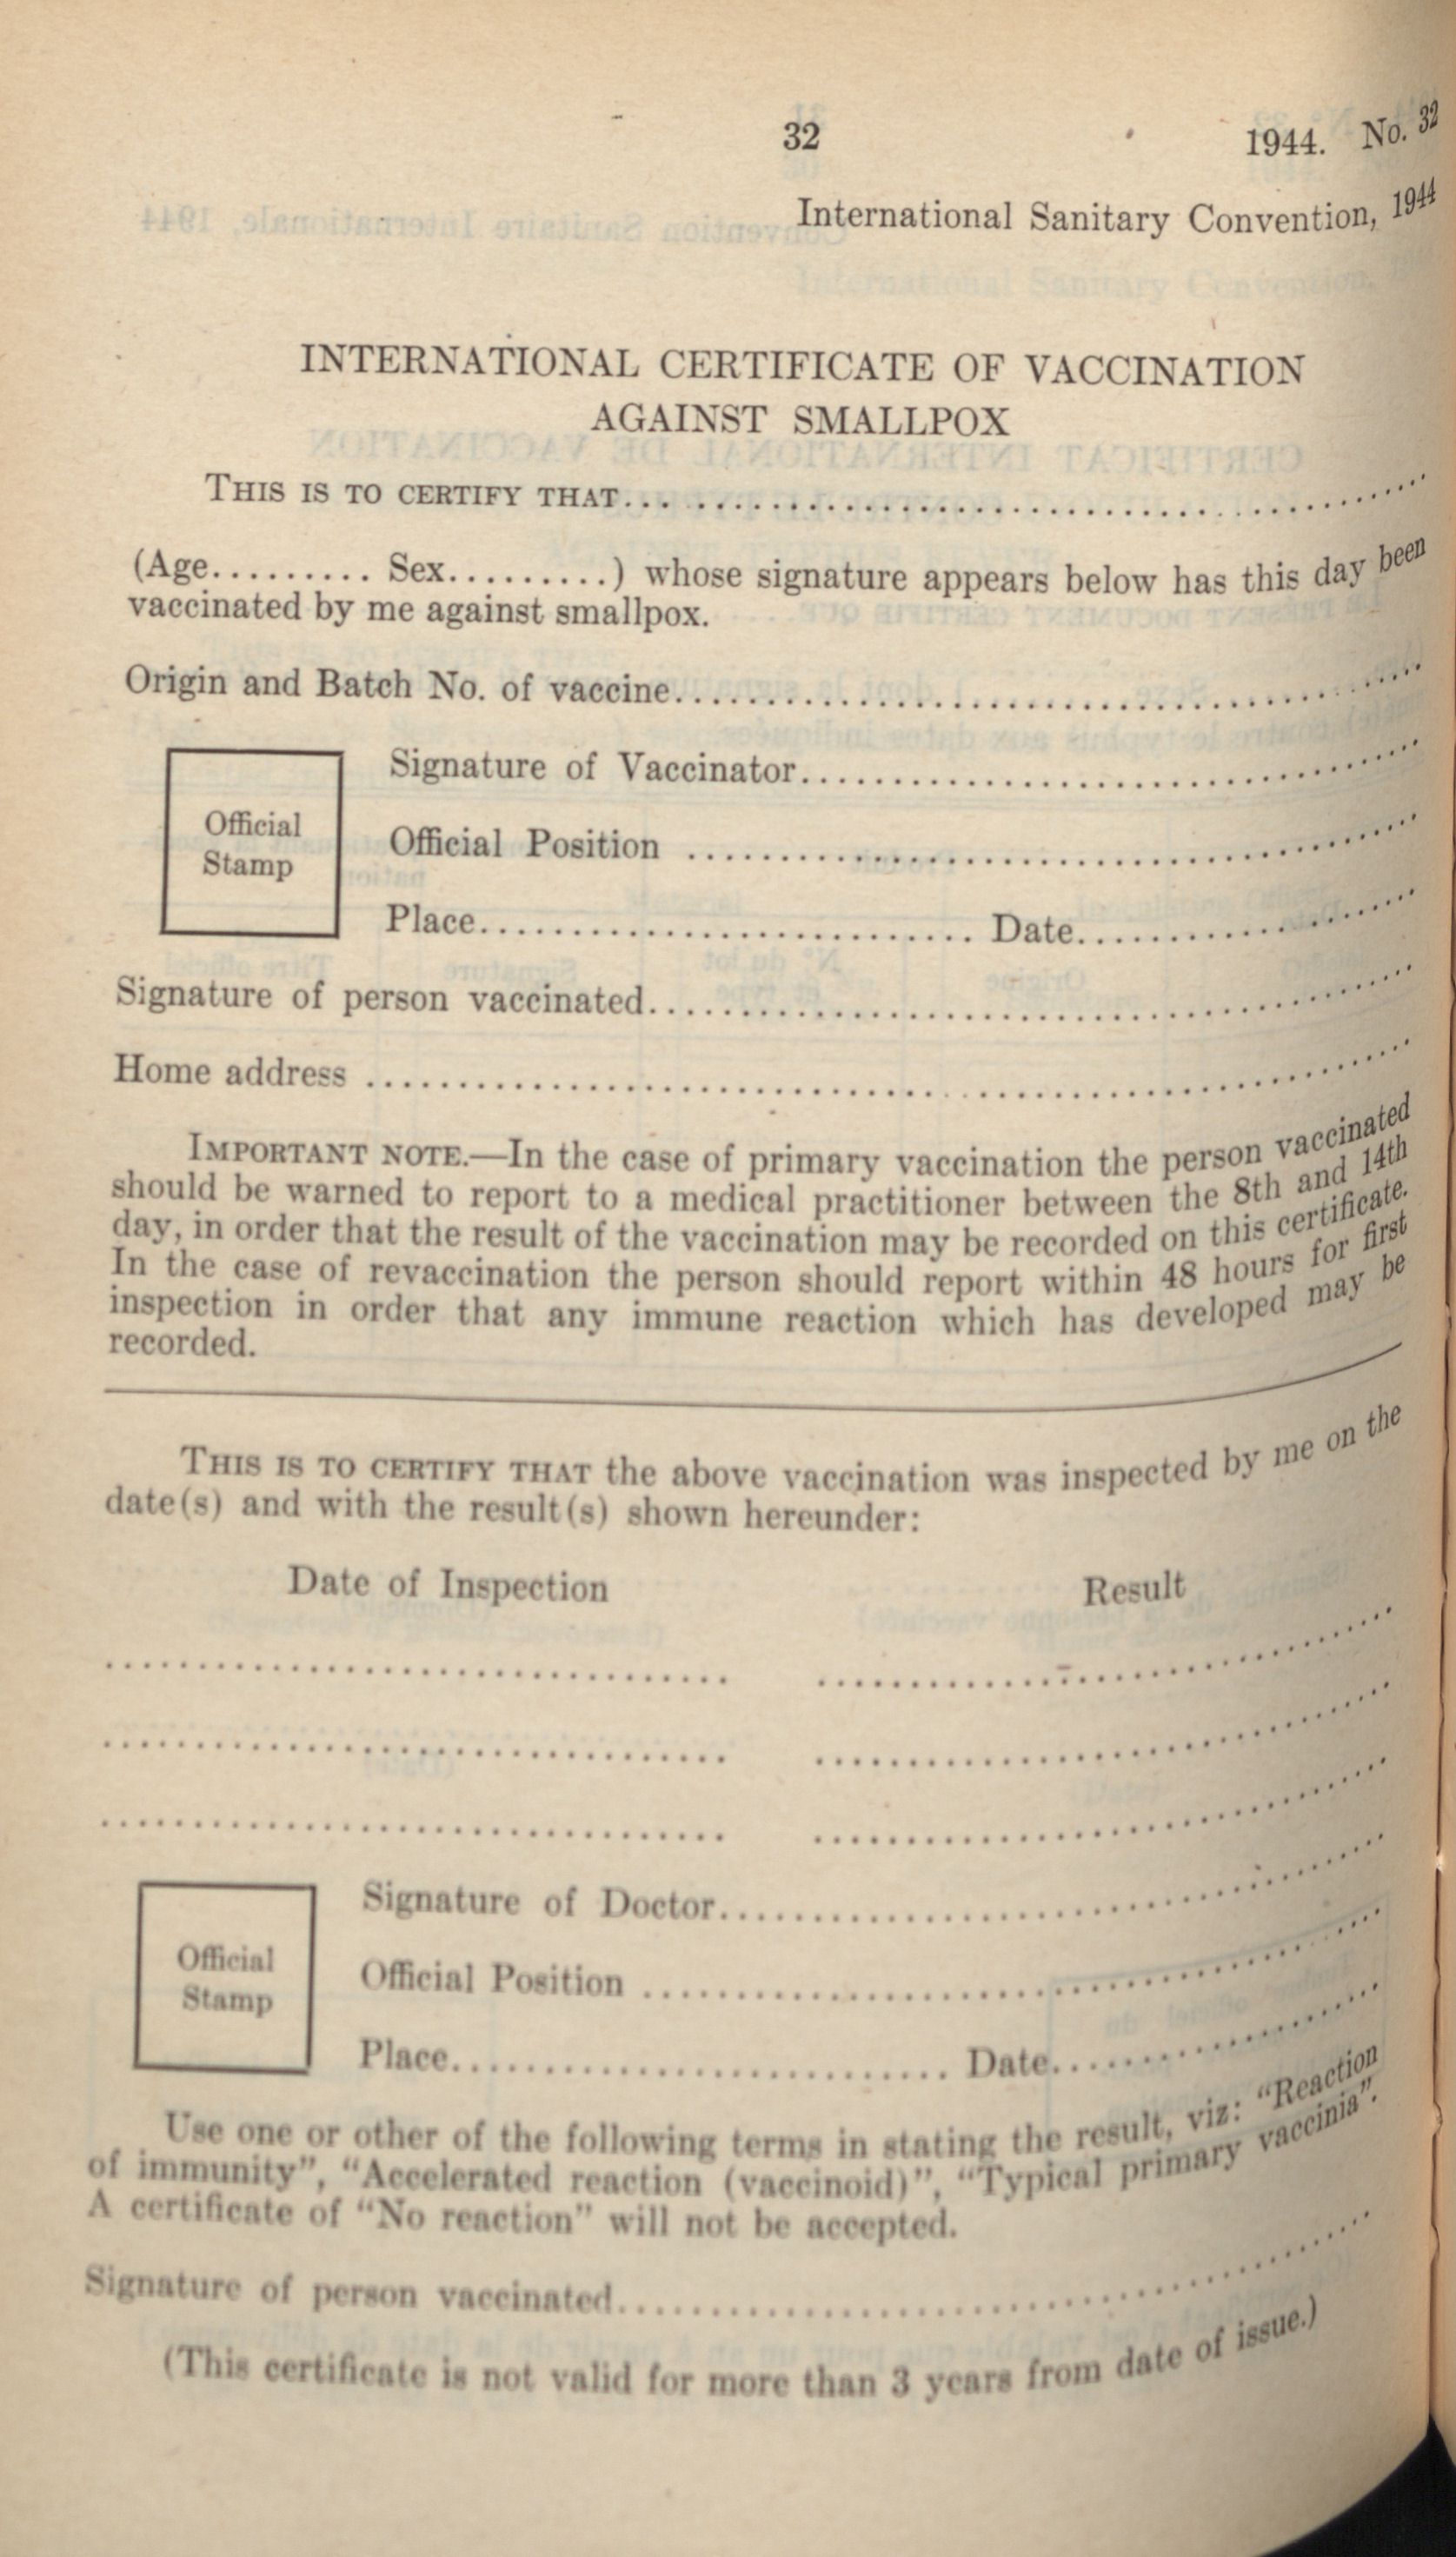 32
1944. No. 32
International Sanitary Convention, 1944
INTERNATIONAL CERTIFICATE OF VACCINATION
AGAINST SMALLPOX
THIS IS TO CERTIFY THAT........................................................
(Age.......... Sex..........) whose signature appears below has this day been
vaccinated by me against smallpox.
Origin and Batch No. of vaccine..................................................
Signature of Vaccinator..........................................
Official
Stamp
Official Position ................................................
Place........................... Date......................
Signature of person vaccinated...................................................
Home address .....................................................................
IMPORTANT NOTE.—In the case of primary vaccination the person vaccinated
should be warned to report to a medical practitioner between the 8th and 14th
day, in order that the result of the vaccination may be recorded on this certificate.
In the case of revaccination the person should report within 48 hours for first
inspection in order that any immune reaction which has developed may be
recorded.
THIS IS TO CERTIFY THAT the above vaccination was inspected by me on the
date(s) and with the result(s) shown hereunder:
Date of Inspection Result
.................................. ..................................
.................................. ..................................
.................................. ..................................
Signature of Doctor.............................................
Official
Stamp
Official Position ................................................
Place........................... Date......................
Use one or other of the following terms in stating the result, viz: "Reaction
of immunity", "Accelerated reaction (vaccinoid)", "Typical primary vaccinia".
A certificate of "No reaction" will not be accepted.
Signature of person vaccinated...................................................
(This certificate is not valid for more than 3 years from date of issue.)